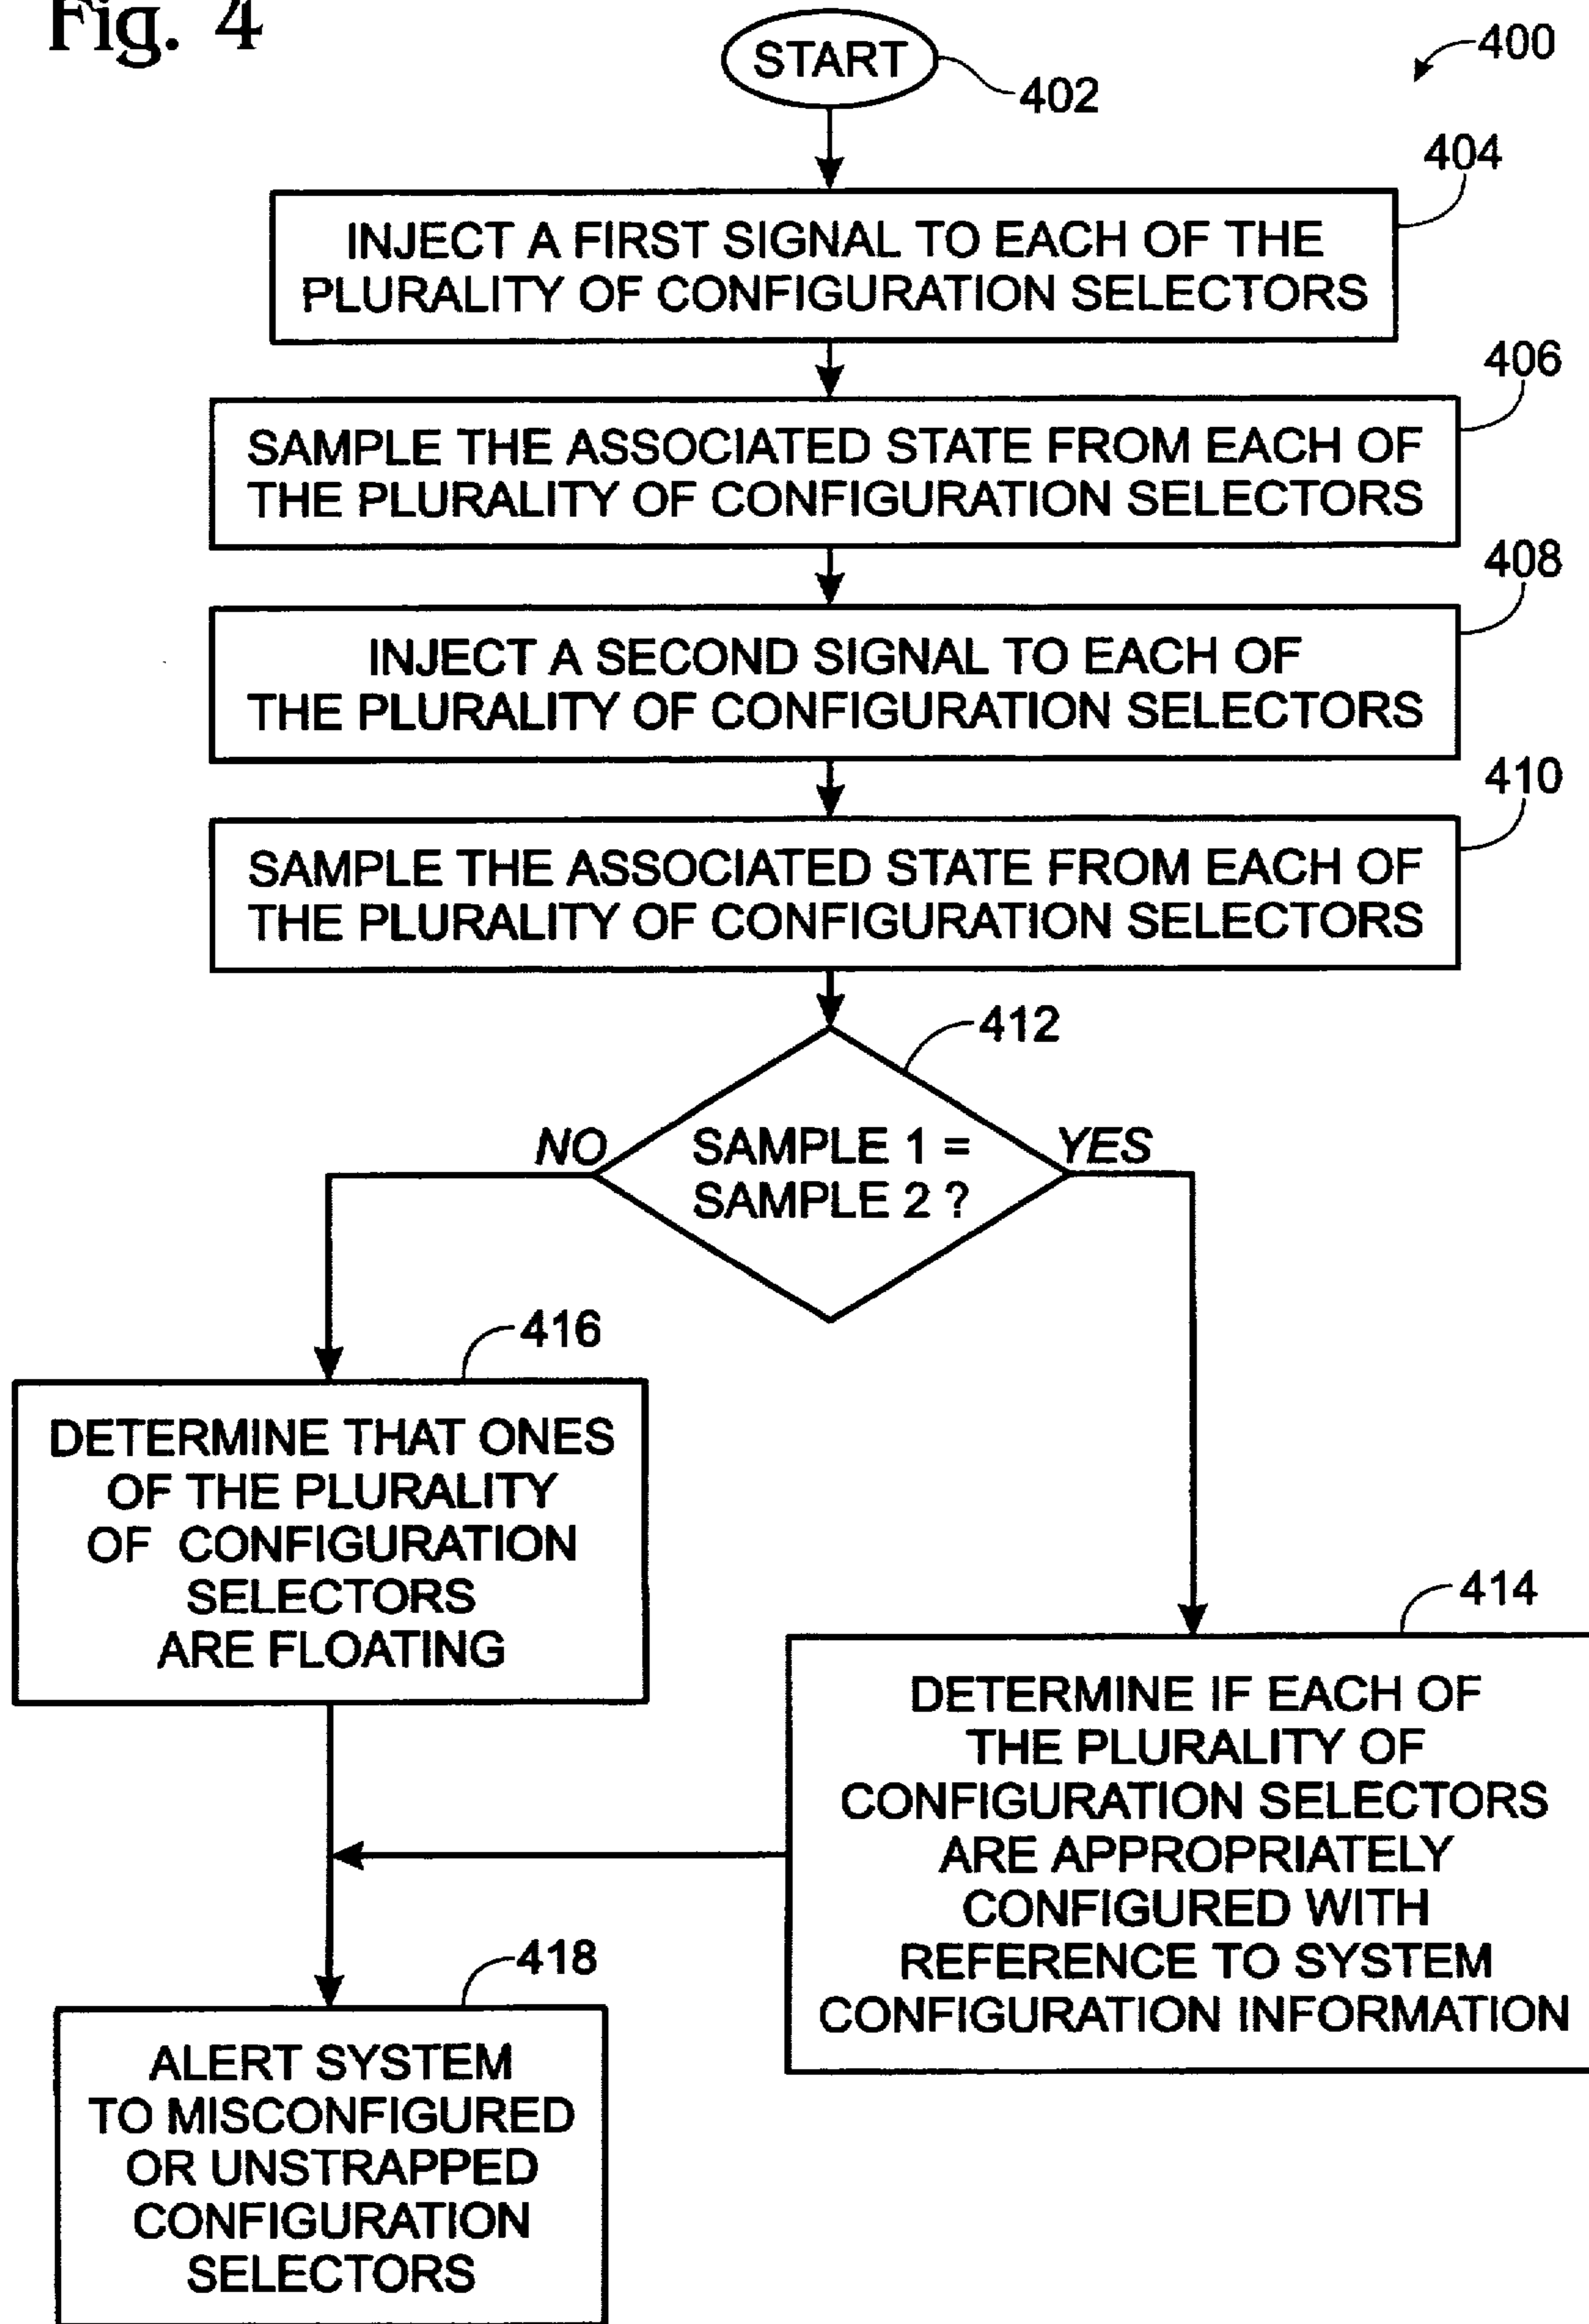 Fig. 4
START
400
402
404
INJECT A FIRST SIGNAL TO EACH OF THE
PLURALITY OF CONFIGURATION SELECTORS
406
SAMPLE THE ASSOCIATED STATE FROM EACH OF
THE PLURALITY OF CONFIGURATION SELECTORS
408
INJECT A SECOND SIGNAL TO EACH OF
THE PLURALITY OF CONFIGURATION SELECTORS
410
SAMPLE THE ASSOCIATED STATE FROM EACH OF
THE PLURALITY OF CONFIGURATION SELECTORS
412
NO
SAMPLE 1 =
SAMPLE 2 ?
YES
416
DETERMINE THAT ONES
OF THE PLURALITY
OF CONFIGURATION
SELECTORS
ARE FLOATING
414
DETERMINE IF EACH OF
THE PLURALITY OF
CONFIGURATION SELECTORS
ARE APPROPRIATELY
CONFIGURED WITH
REFERENCE TO SYSTEM
CONFIGURATION INFORMATION
418
ALERT SYSTEM
TO MISCONFIGURED
OR UNSTRAPPED
CONFIGURATION
SELECTORS